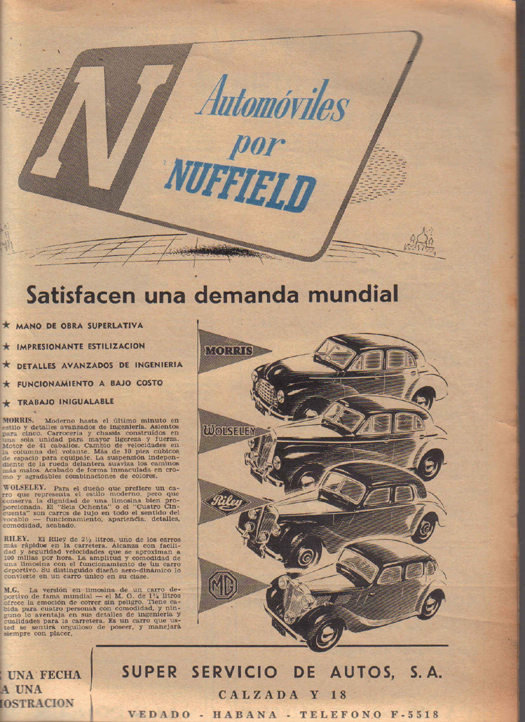 N
Automóviles
por
NUFFIELD
Satisfacen una demanda mundial
★ MANO DE OBRA SUPERLATIVA
★ IMPRESIONANTE ESTILIZACION
★ DETALLES AVANZADOS DE INGENIERIA
★ FUNCIONAMIENTO A BAJO COSTO
★ TRABAJO INIGUALABLE
MORRIS
WOLSELEY
Riley
MG
MORRIS. Moderno hasta el último minuto en
estilo y detalles avanzados de ingeniería. Asientos
para cinco. Carrocería y chassis construídos en
una sola unidad para mayor ligereza y fuerza.
Motor de 41 caballos. Cambio de velocidades en
la columna del volante. Más de 10 pies cúbicos
de espacio para equipaje. La suspensión indepen-
diente de la rueda delantera suaviza los caminos
más malos. Acabado de forma inmaculada en cro-
mo y agradables combinaciones de colores.
WOLSELEY. Para el dueño que prefiere un ca-
rro que representa el estilo moderno, pero que
conserva la dignidad de una limosina bien pro-
porcionada. El "Seis Ochenta" o el "Cuatro Cin-
cuenta" son carros de lujo en todo el sentido del
vocablo — funcionamiento, apariencia, detalles,
comodidad, acabado.
RILEY. El Riley de 2½ litros, uno de los carros
más rápidos en la carretera. Alcanza con facili-
dad y seguridad velocidades que se aproximan a
100 millas por hora. La amplitud y comodidad de
una limosina con el funcionamiento de un carro
deportivo. Su distinguido diseño aero-dinámico lo
convierte en un carro único en su clase.
M.G. La versión en limosina de un carro de-
portivo de fama mundial — el M. G. de 1¼ litros
ofrece la emoción de correr sin peligro. Tiene ca-
bida para cuatro personas con comodidad, y nin-
guno lo aventaja en sus detalles de ingeniería y
cualidades para la carretera. Es un carro que us-
ted se sentirá orgulloso de poseer, y manejará
siempre con placer.
UNA FECHA
A UNA
MOSTRACION
SUPER SERVICIO DE AUTOS, S.A.
CALZADA Y 18
VEDADO - HABANA - TELEFONO F-5518